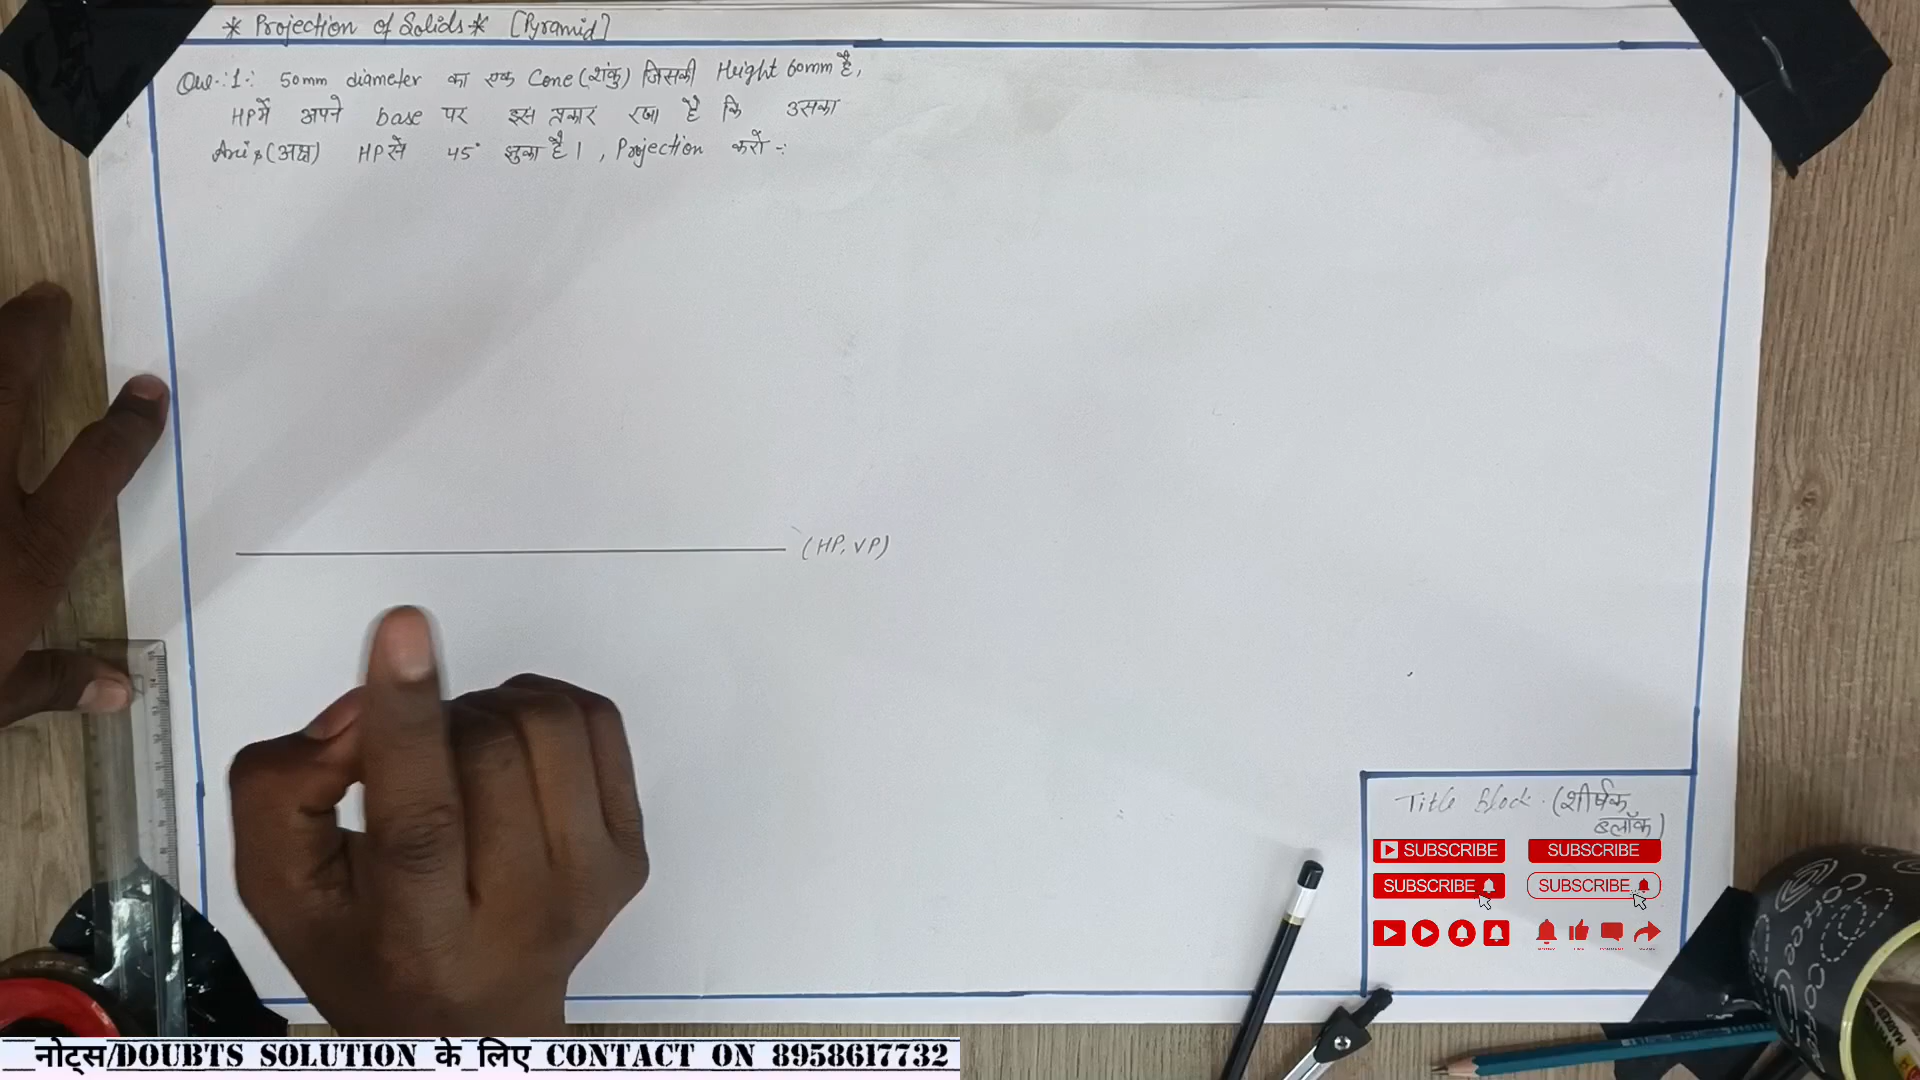 * Projection of Solids * [Pyramid]
Que.:1.: 50mm diameter का एक Cone (शंकु) जिसकी Height 60mm है,
HP में अपने base पर इस प्रकार रखा है कि उसका
Axis (अक्ष) HP से 45° झुका है। , Projection करो -:
(HP, VP)
Title Block. (शीर्षक
ब्लॉक)
SUBSCRIBE SUBSCRIBE
SUBSCRIBE SUBSCRIBE
नोट्स/DOUBTS SOLUTION के लिए CONTACT ON 8958617732
Coffee COFFEE